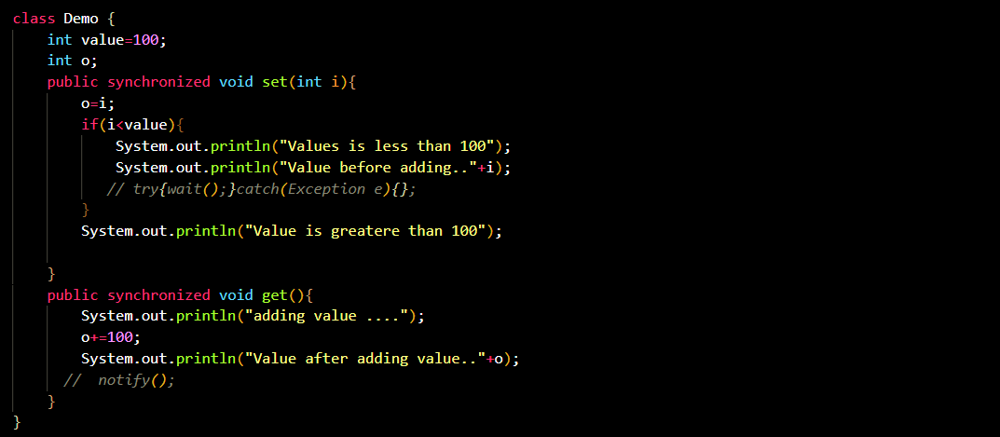 class Demo {
    int value=100;
    int o;
    public synchronized void set(int i){
        o=i;
        if(i<value){
            System.out.println("Values is less than 100");
            System.out.println("Value before adding.."+i);
           // try{wait();}catch(Exception e){};
        }
        System.out.println("Value is greatere than 100");
    }
    public synchronized void get(){
        System.out.println("adding value ....");
        o+=100;
        System.out.println("Value after adding value.."+o);
      //  notify();
    }
}